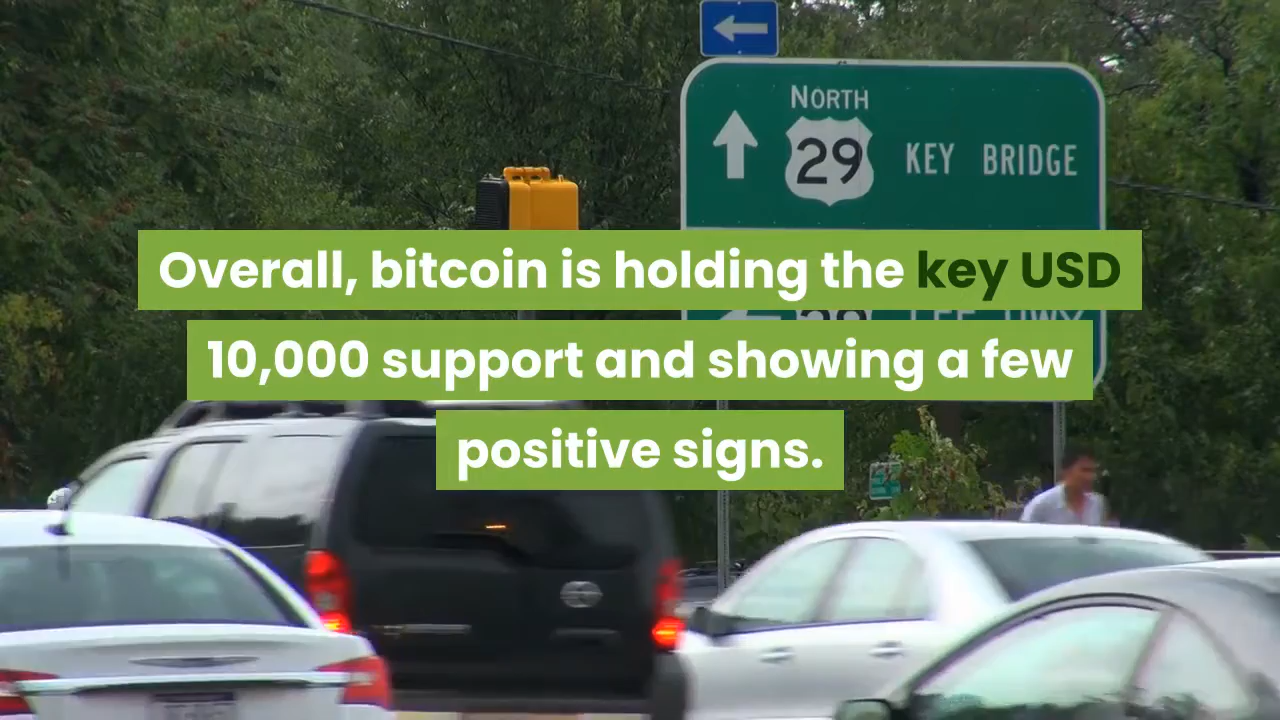 NORTH
29 KEY BRIDGE
Overall, bitcoin is holding the key USD
10,000 support and showing a few
positive signs.